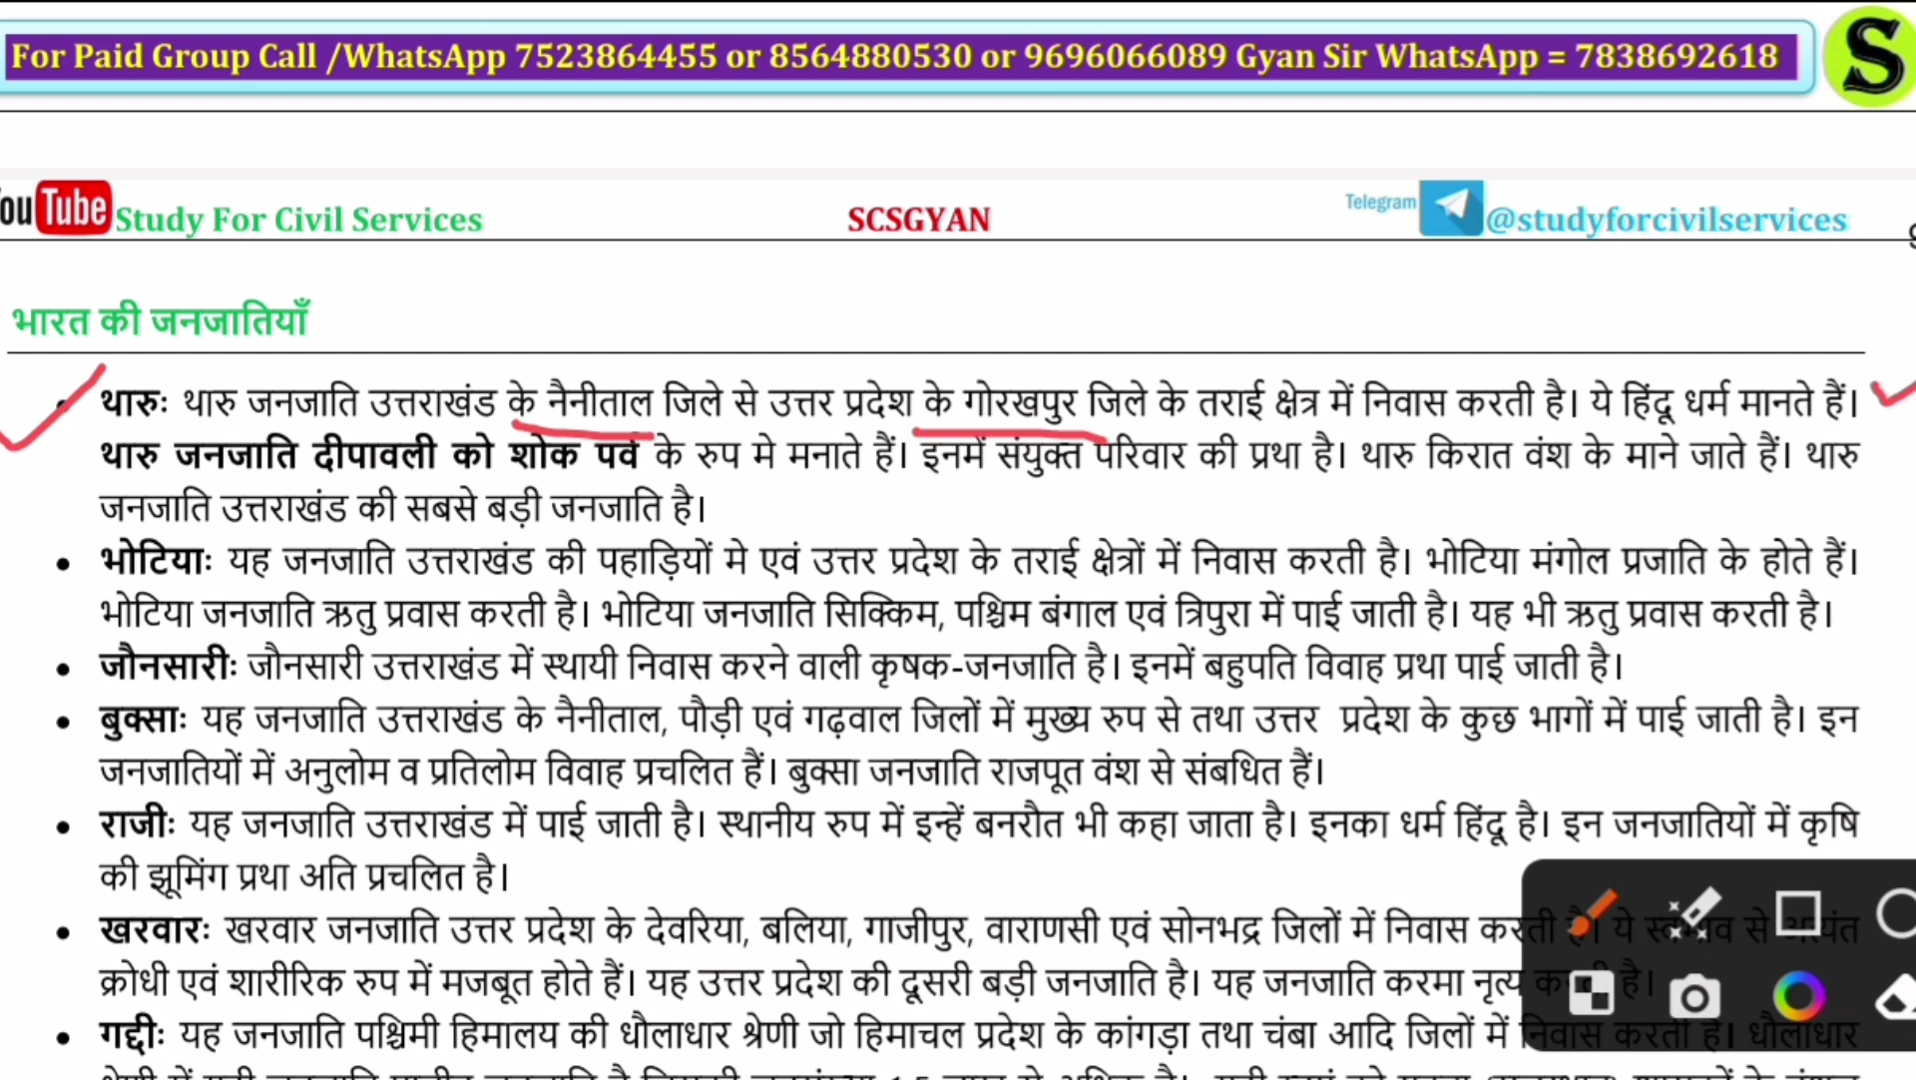 For Paid Group Call /WhatsApp 7523864455 or 8564880530 or 9696066089 Gyan Sir WhatsApp = 7838692618
S
ouTube Study For Civil Services SCSGYAN Telegram @studyforcivilservices
भारत की जनजातियाँ
• थारुः थारु जनजाति उत्तराखंड के नैनीताल जिले से उत्तर प्रदेश के गोरखपुर जिले के तराई क्षेत्र में निवास करती है। ये हिंदू धर्म मानते हैं।
थारु जनजाति दीपावली को शोक पर्व के रुप मे मनाते हैं। इनमें संयुक्त परिवार की प्रथा है। थारु किरात वंश के माने जाते हैं। थारु
जनजाति उत्तराखंड की सबसे बड़ी जनजाति है।
• भोटियाः यह जनजाति उत्तराखंड की पहाड़ियों मे एवं उत्तर प्रदेश के तराई क्षेत्रों में निवास करती है। भोटिया मंगोल प्रजाति के होते हैं।
भोटिया जनजाति ऋतु प्रवास करती है। भोटिया जनजाति सिक्किम, पश्चिम बंगाल एवं त्रिपुरा में पाई जाती है। यह भी ऋतु प्रवास करती है।
• जौनसारीः जौनसारी उत्तराखंड में स्थायी निवास करने वाली कृषक-जनजाति है। इनमें बहुपति विवाह प्रथा पाई जाती है।
• बुक्साः यह जनजाति उत्तराखंड के नैनीताल, पौड़ी एवं गढ़वाल जिलों में मुख्य रुप से तथा उत्तर प्रदेश के कुछ भागों में पाई जाती है। इन
जनजातियों में अनुलोम व प्रतिलोम विवाह प्रचलित हैं। बुक्सा जनजाति राजपूत वंश से संबधित हैं।
• राजीः यह जनजाति उत्तराखंड में पाई जाती है। स्थानीय रुप में इन्हें बनरौत भी कहा जाता है। इनका धर्म हिंदू है। इन जनजातियों में कृषि
की झूमिंग प्रथा अति प्रचलित है।
• खरवारः खरवार जनजाति उत्तर प्रदेश के देवरिया, बलिया, गाजीपुर, वाराणसी एवं सोनभद्र जिलों में निवास करती है। ये स्वभाव से अत्यंत
क्रोधी एवं शारीरिक रुप में मजबूत होते हैं। यह उत्तर प्रदेश की दूसरी बड़ी जनजाति है। यह जनजाति करमा नृत्य है।
• गद्दीः यह जनजाति पश्चिमी हिमालय की धौलाधार श्रेणी जो हिमाचल प्रदेश के कांगड़ा तथा चंबा आदि जिलों में निवास करती है। धौलाधार